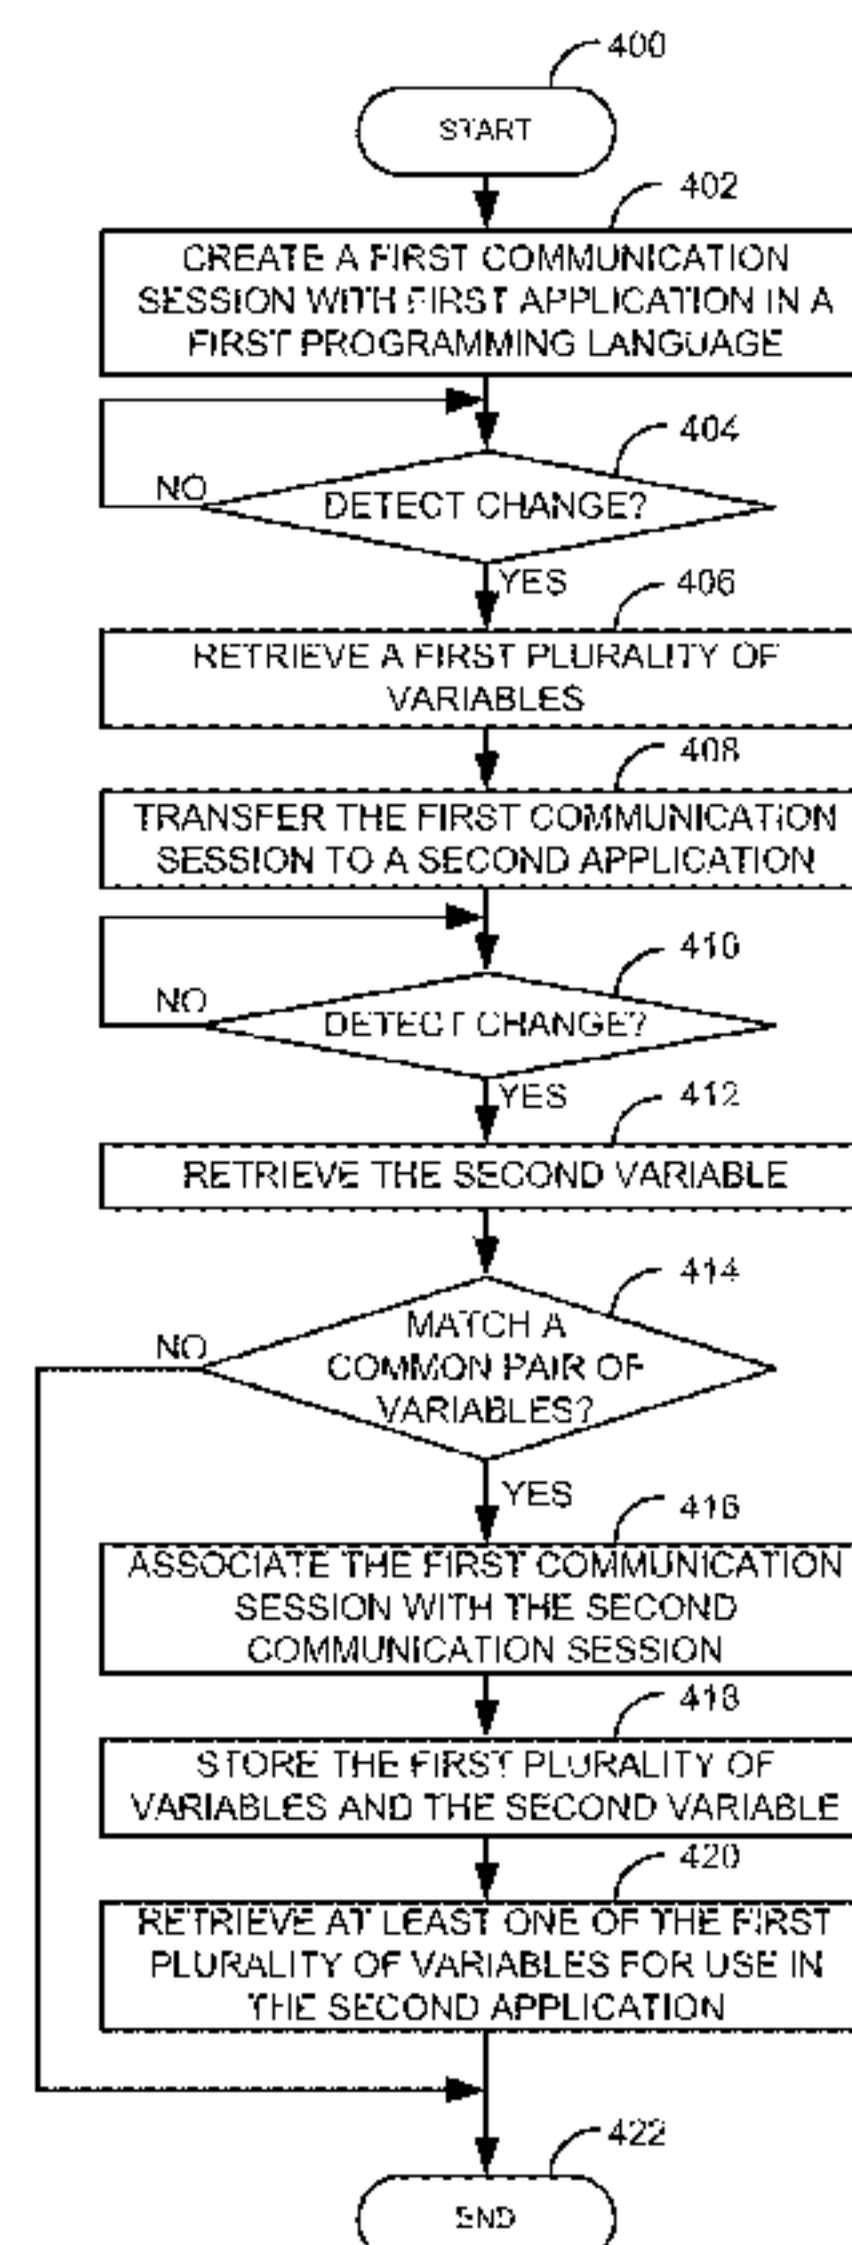 400
START
402
CREATE A FIRST COMMUNICATION
SESSION WITH FIRST APPLICATION IN A
FIRST PROGRAMMING LANGUAGE
404
NO
DETECT CHANGE?
YES
406
RETRIEVE A FIRST PLURALITY OF
VARIABLES
408
TRANSFER THE FIRST COMMUNICATION
SESSION TO A SECOND APPLICATION
410
NO
DETECT CHANGE?
YES
412
RETRIEVE THE SECOND VARIABLE
414
NO
MATCH A
COMMON PAIR OF
VARIABLES?
YES
416
ASSOCIATE THE FIRST COMMUNICATION
SESSION WITH THE SECOND
COMMUNICATION SESSION
418
STORE THE FIRST PLURALITY OF
VARIABLES AND THE SECOND VARIABLE
420
RETRIEVE AT LEAST ONE OF THE FIRST
PLURALITY OF VARIABLES FOR USE IN
THE SECOND APPLICATION
422
END